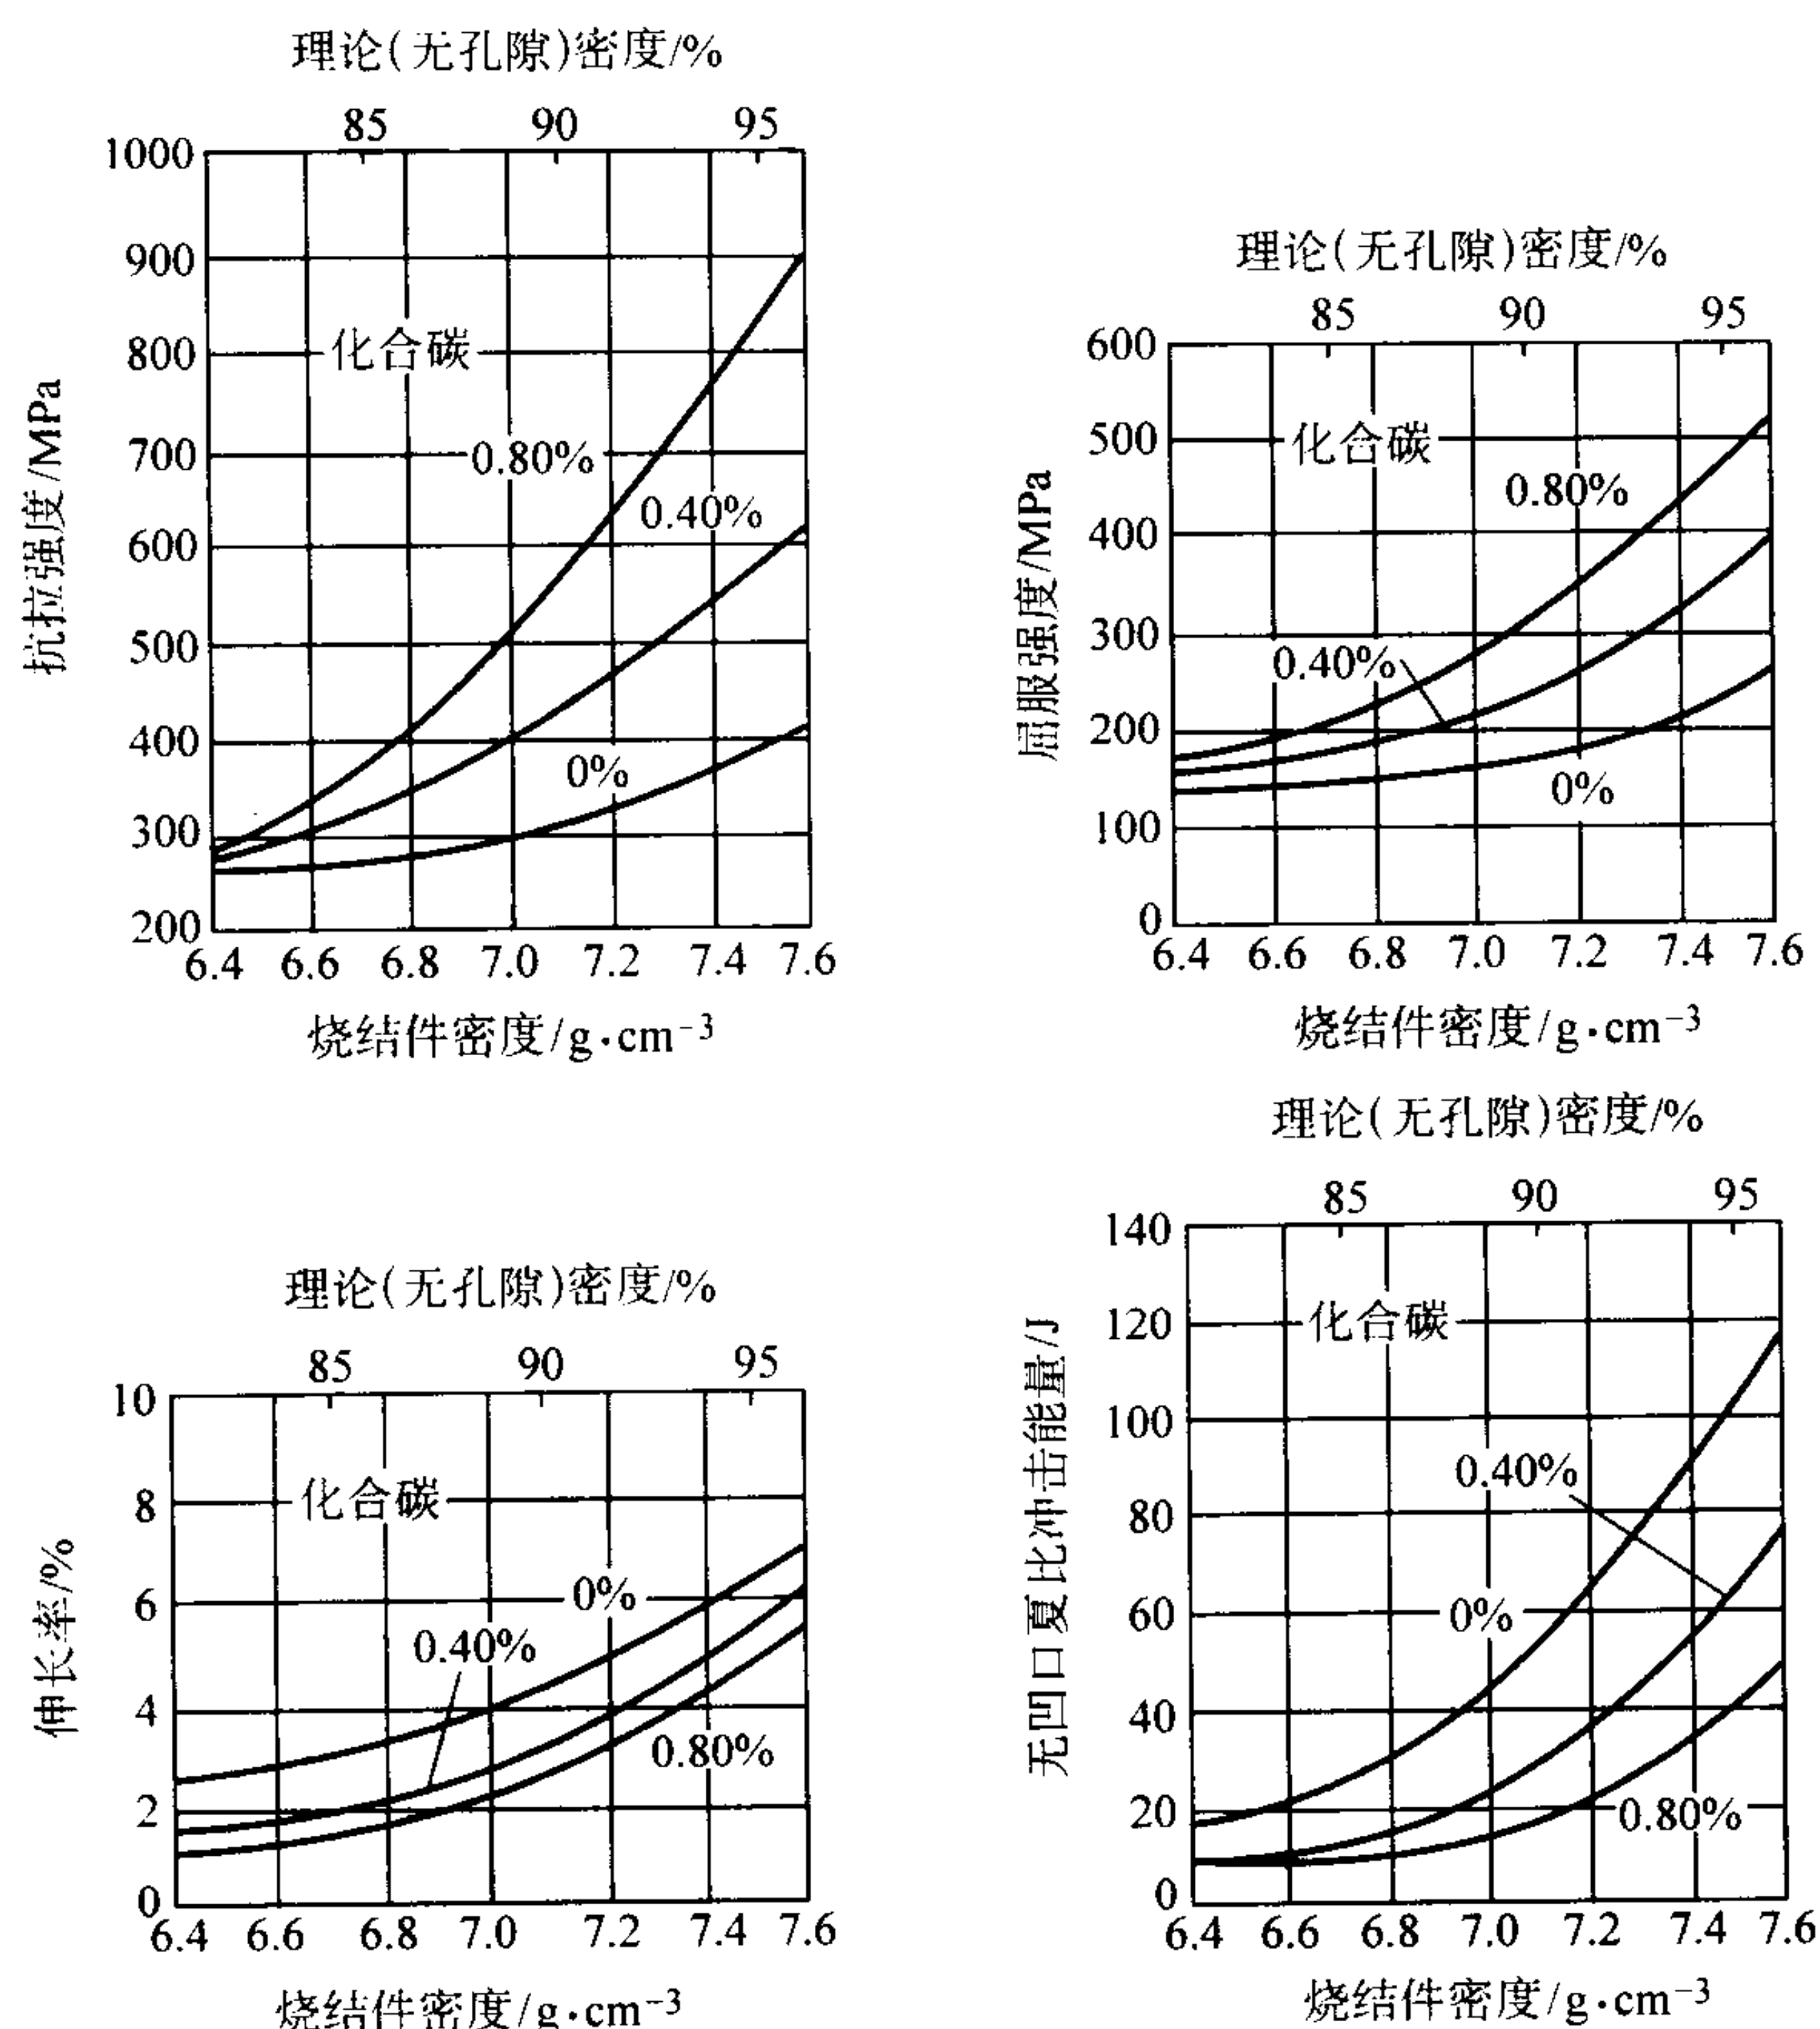 理论(无孔隙)密度/%
85 90 95
1000
900
800
700
600
500
400
300
200
化合碳
0.80%
0.40%
0%
抗拉强度/MPa
6.4 6.6 6.8 7.0 7.2 7.4 7.6
烧结件密度/g·cm⁻³
理论(无孔隙)密度/%
85 90 95
600
500
400
300
200
100
0
化合碳
0.80%
0.40%
0%
屈服强度/MPa
6.4 6.6 6.8 7.0 7.2 7.4 7.6
烧结件密度/g·cm⁻³
理论(无孔隙)密度/%
85 90 95
10
8
6
4
2
0
化合碳
0%
0.40%
0.80%
伸长率/%
6.4 6.6 6.8 7.0 7.2 7.4 7.6
烧结件密度/g·cm⁻³
理论(无孔隙)密度/%
85 90 95
140
120
100
80
60
40
20
0
化合碳
0.40%
0%
0.80%
无凹口夏比冲击能量/J
6.4 6.6 6.8 7.0 7.2 7.4 7.6
烧结件密度/g·cm⁻³